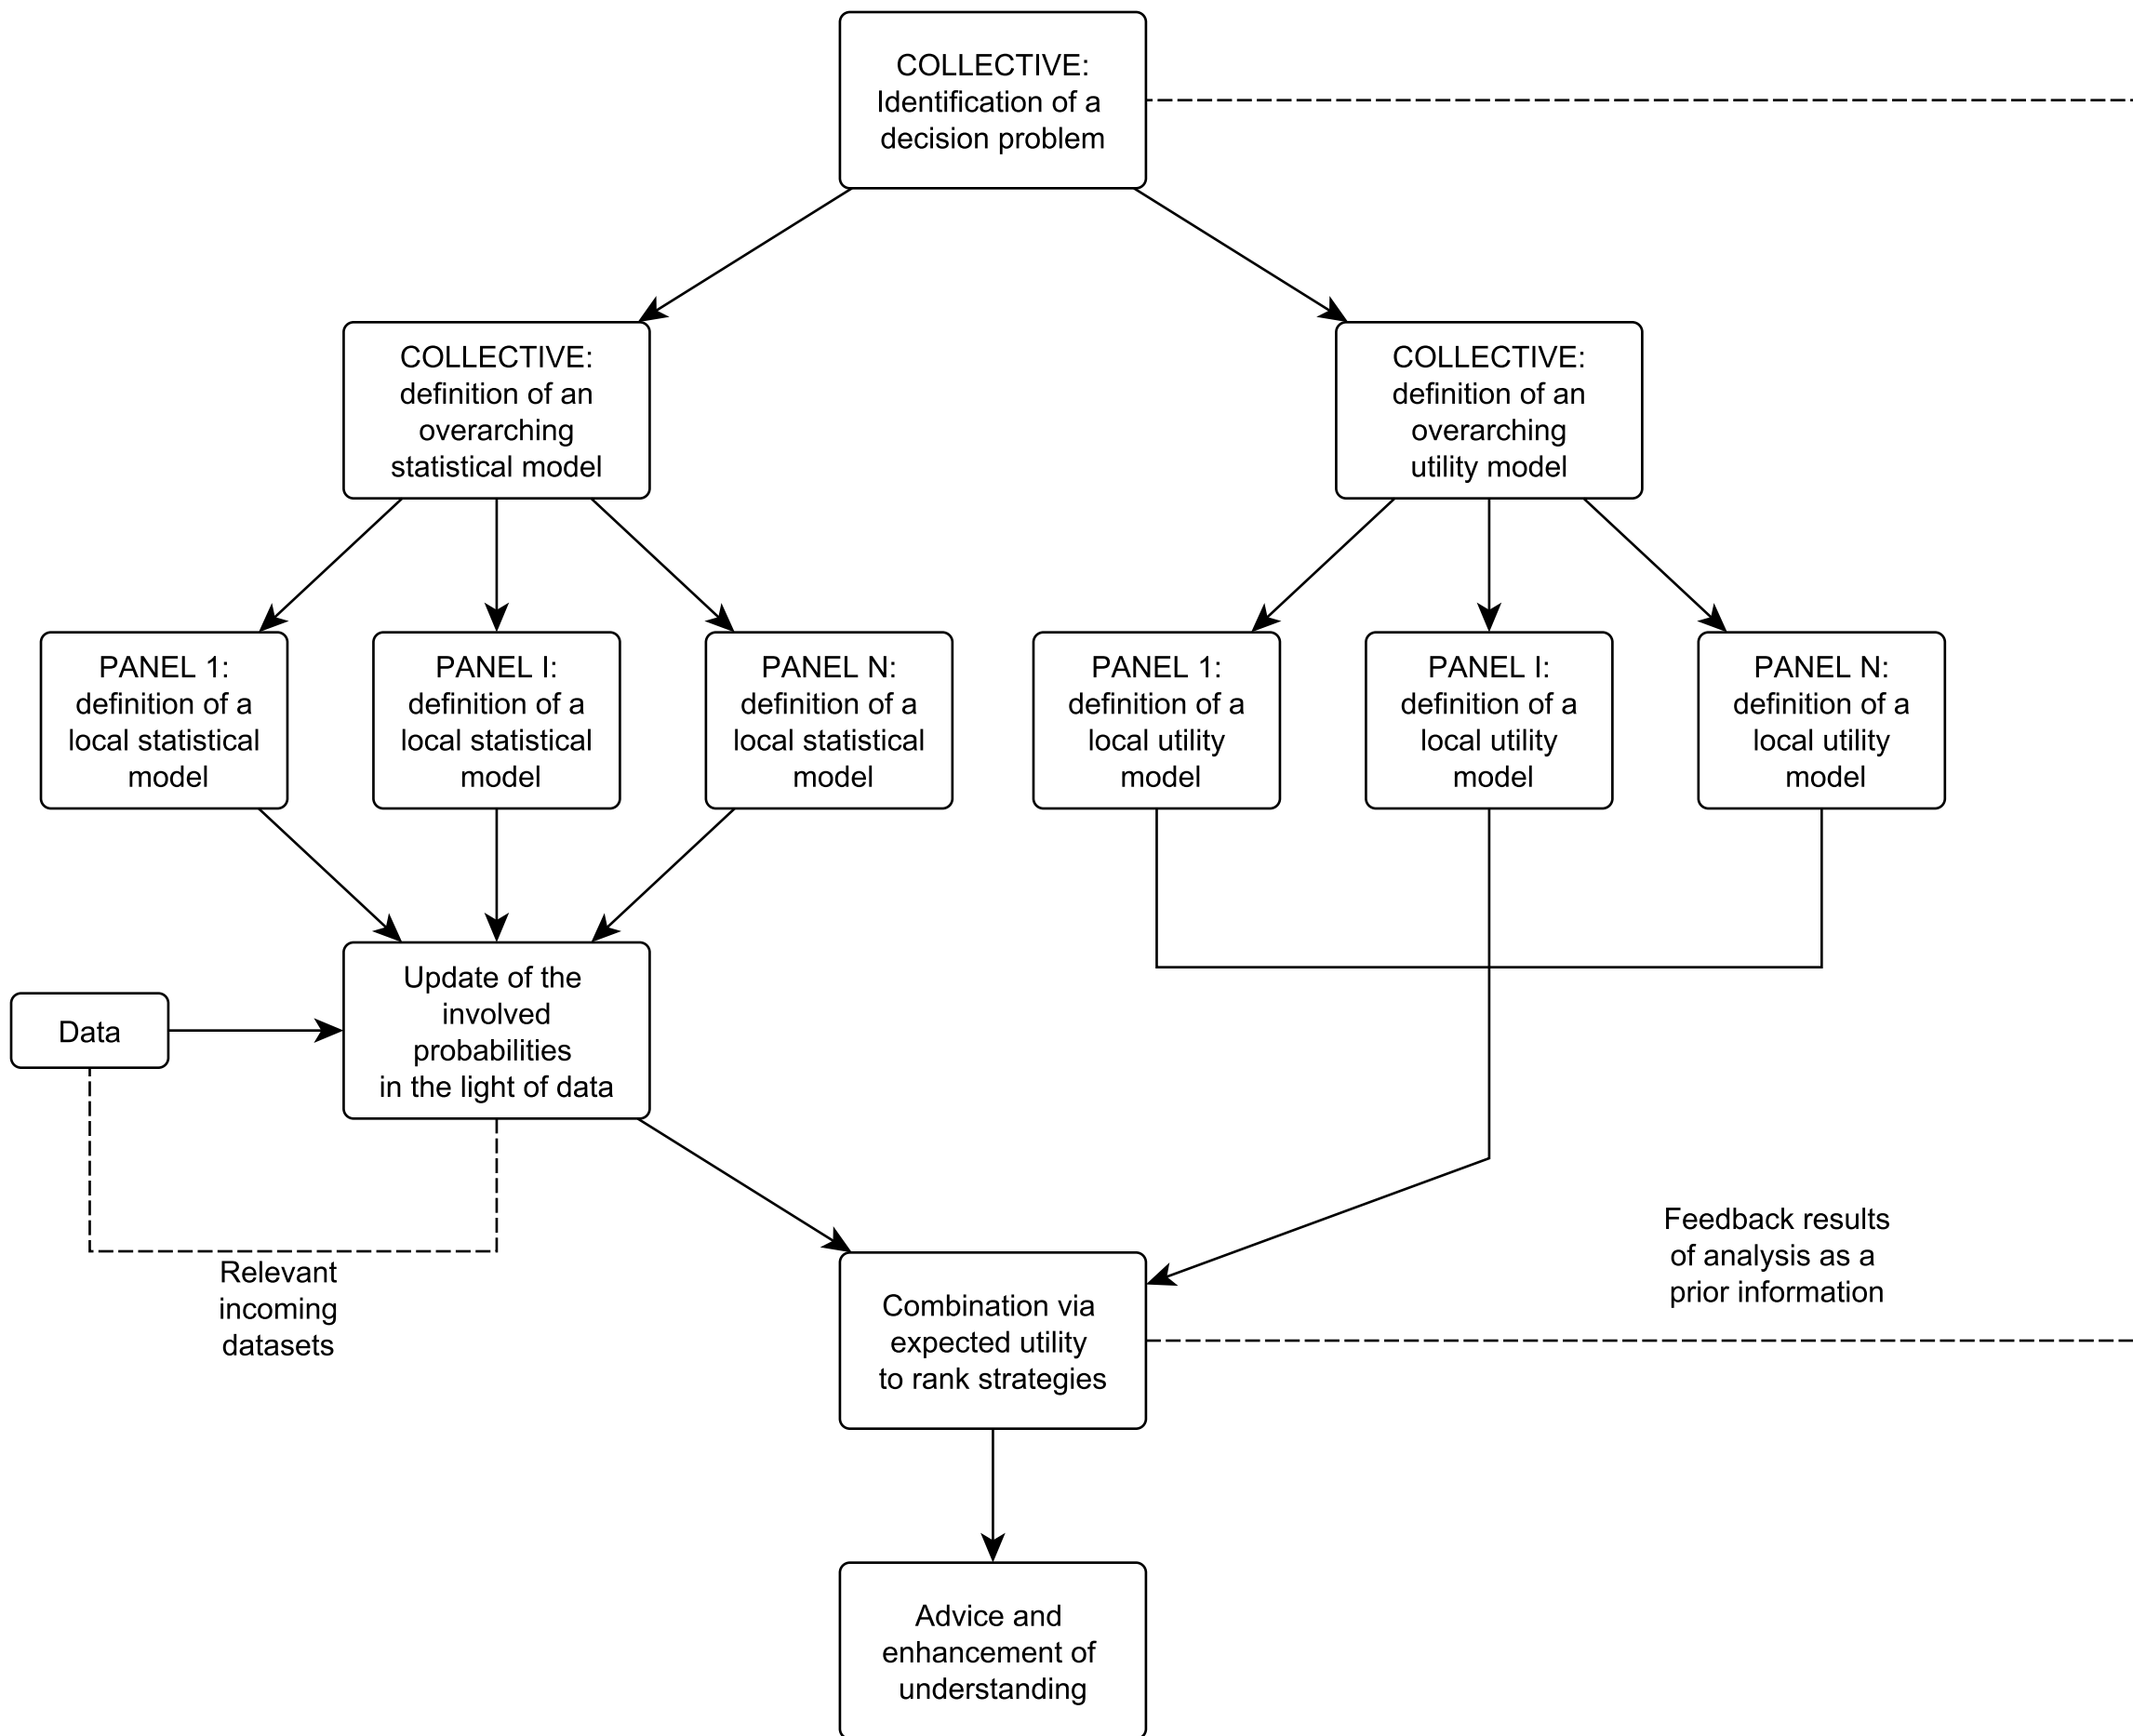 COLLECTIVE:
Identification of a
decision problem
COLLECTIVE:
definition of an
overarching
statistical model
COLLECTIVE:
definition of an
overarching
utility model
PANEL 1:
definition of a
local statistical
model
PANEL I:
definition of a
local statistical
model
PANEL N:
definition of a
local statistical
model
PANEL 1:
definition of a
local utility
model
PANEL I:
definition of a
local utility
model
PANEL N:
definition of a
local utility
model
Data
Update of the
involved
probabilities
in the light of data
Relevant
incoming
datasets
Feedback results
of analysis as a
prior information
Combination via
expected utility
to rank strategies
Advice and
enhancement of
understanding